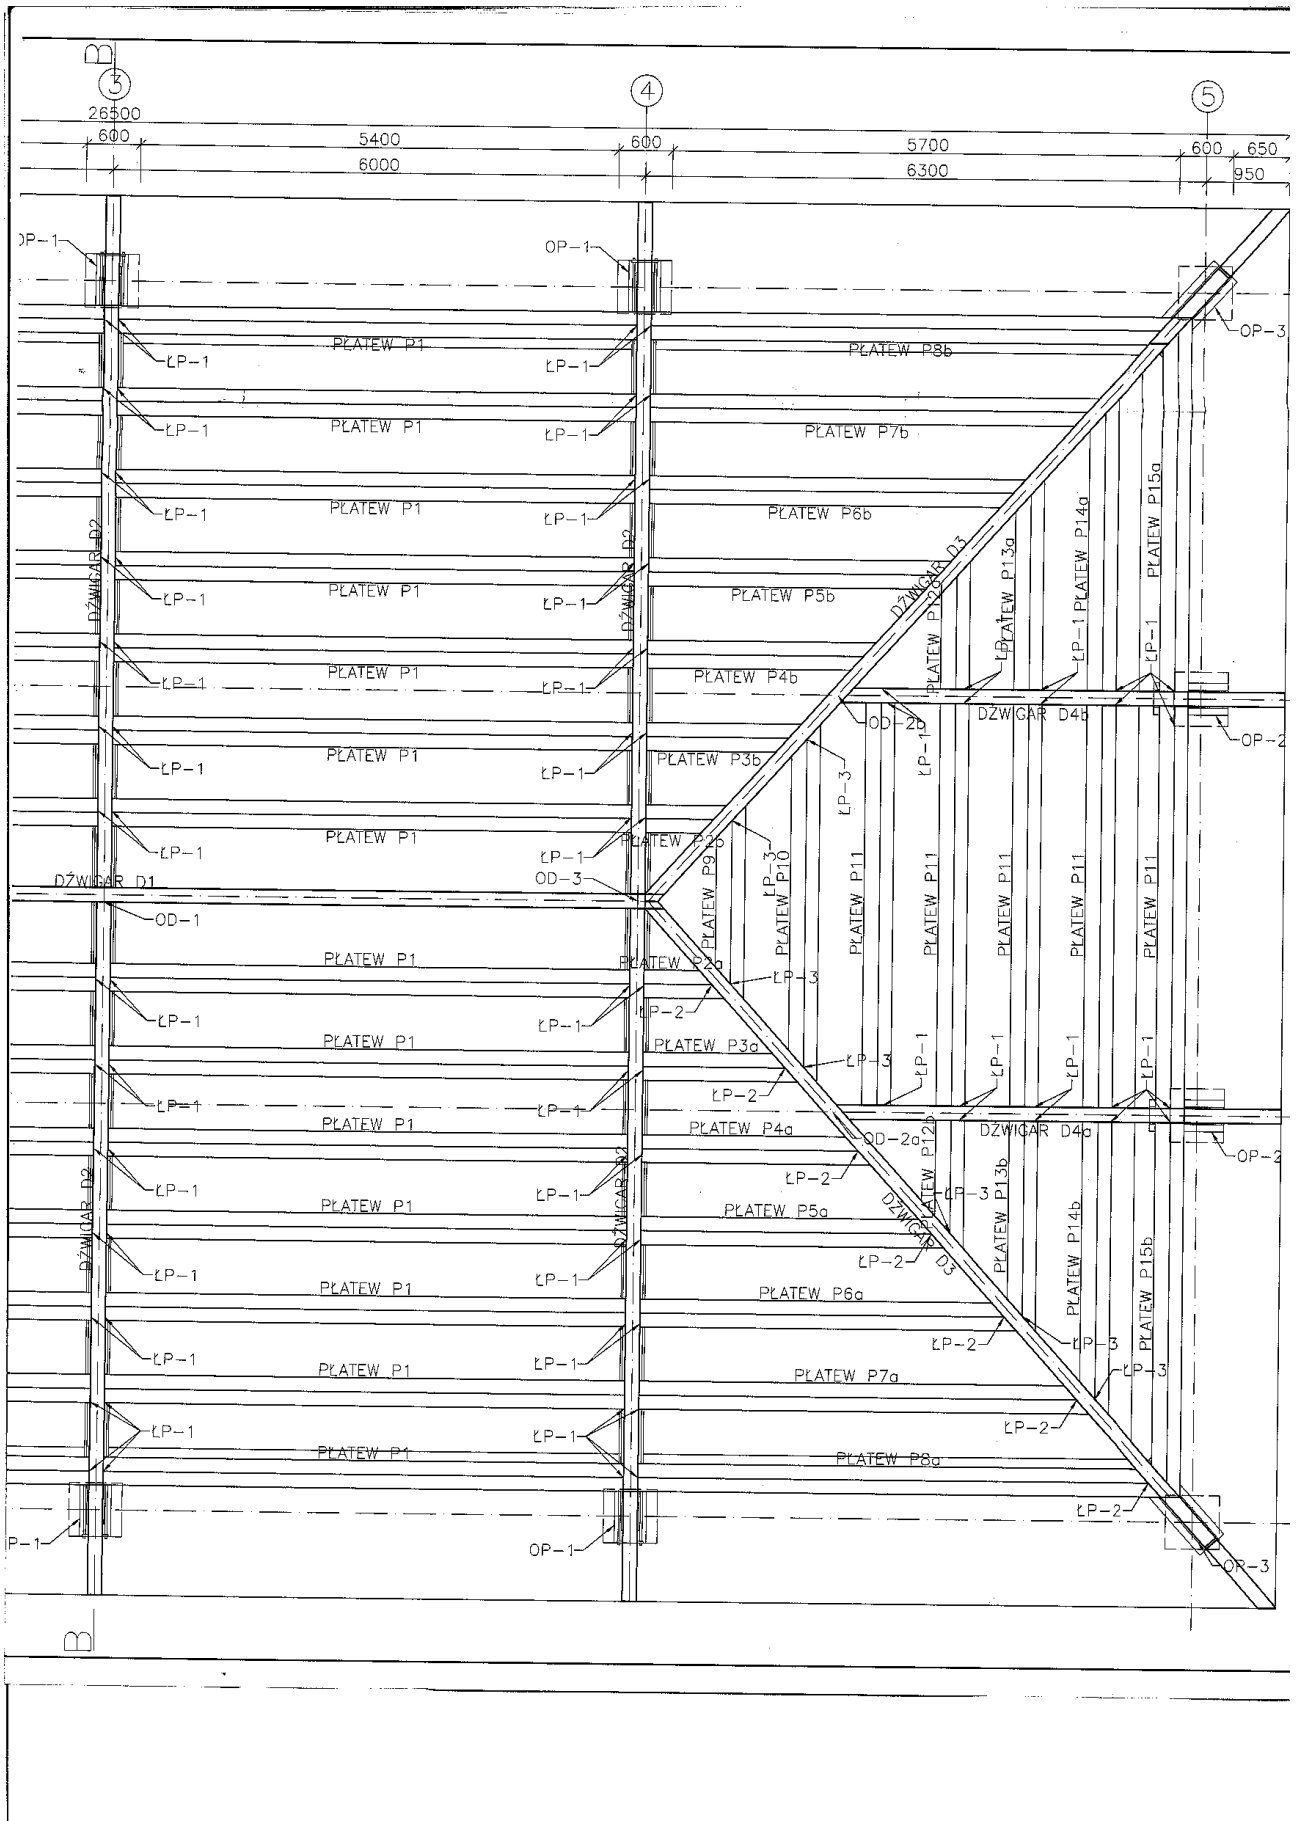 B
3
4
5
26500
600
5400
600
5700
600
650
6000
6300
950
OP-1
OP-1
OP-3
PŁATEW P1
PŁATEW P8b
ŁP-1
ŁP-1
PŁATEW P1
PŁATEW P7b
ŁP-1
ŁP-1
PŁATEW P15a
PŁATEW P14a
PŁATEW P1
PŁATEW P6b
ŁP-1
ŁP-1
DŹWIGAR D2
DŹWIGAR D2
DŹWIGAR D3
PŁATEW P13a
PŁATEW P1
PŁATEW P5b
ŁP-1
ŁP-1
ŁP-1
ŁP-1
ŁP-1
PŁATEW P1
PŁATEW P4b
ŁP-1
ŁP-1
DŹWIGAR D4b
OD-2b
OP-2
PŁATEW P1
PŁATEW P3b
ŁP-1
ŁP-1
ŁP-3
ŁP-1
PŁATEW P1
PŁATEW P2b
ŁP-1
ŁP-1
ŁP-3
DŹWIGAR D1
OD-3
OD-1
PŁATEW P9
PŁATEW P10
PŁATEW P11
PŁATEW P11
PŁATEW P11
PŁATEW P11
PŁATEW P11
PŁATEW P1
PŁATEW P2a
ŁP-3
ŁP-1
ŁP-1
ŁP-2
PŁATEW P1
PŁATEW P3a
ŁP-3
ŁP-1
ŁP-1
ŁP-1
ŁP-1
ŁP-1
ŁP-1
ŁP-2
PŁATEW P1
PŁATEW P4a
OD-2a
DŹWIGAR D4a
OP-2
ŁP-1
ŁP-1
ŁP-2
ŁP-3
DŹWIGAR D2
DŹWIGAR D2
PŁATEW P12b
PŁATEW P13b
PŁATEW P14b
PŁATEW P15b
PŁATEW P1
PŁATEW P5a
DŹWIGAR D3
ŁP-1
ŁP-1
ŁP-2
PŁATEW P1
PŁATEW P6a
ŁP-1
ŁP-1
ŁP-2
ŁP-3
PŁATEW P1
PŁATEW P7a
ŁP-3
ŁP-1
ŁP-1
ŁP-2
PŁATEW P1
PŁATEW P8a
ŁP-2
P-1
OP-1
OP-3
B